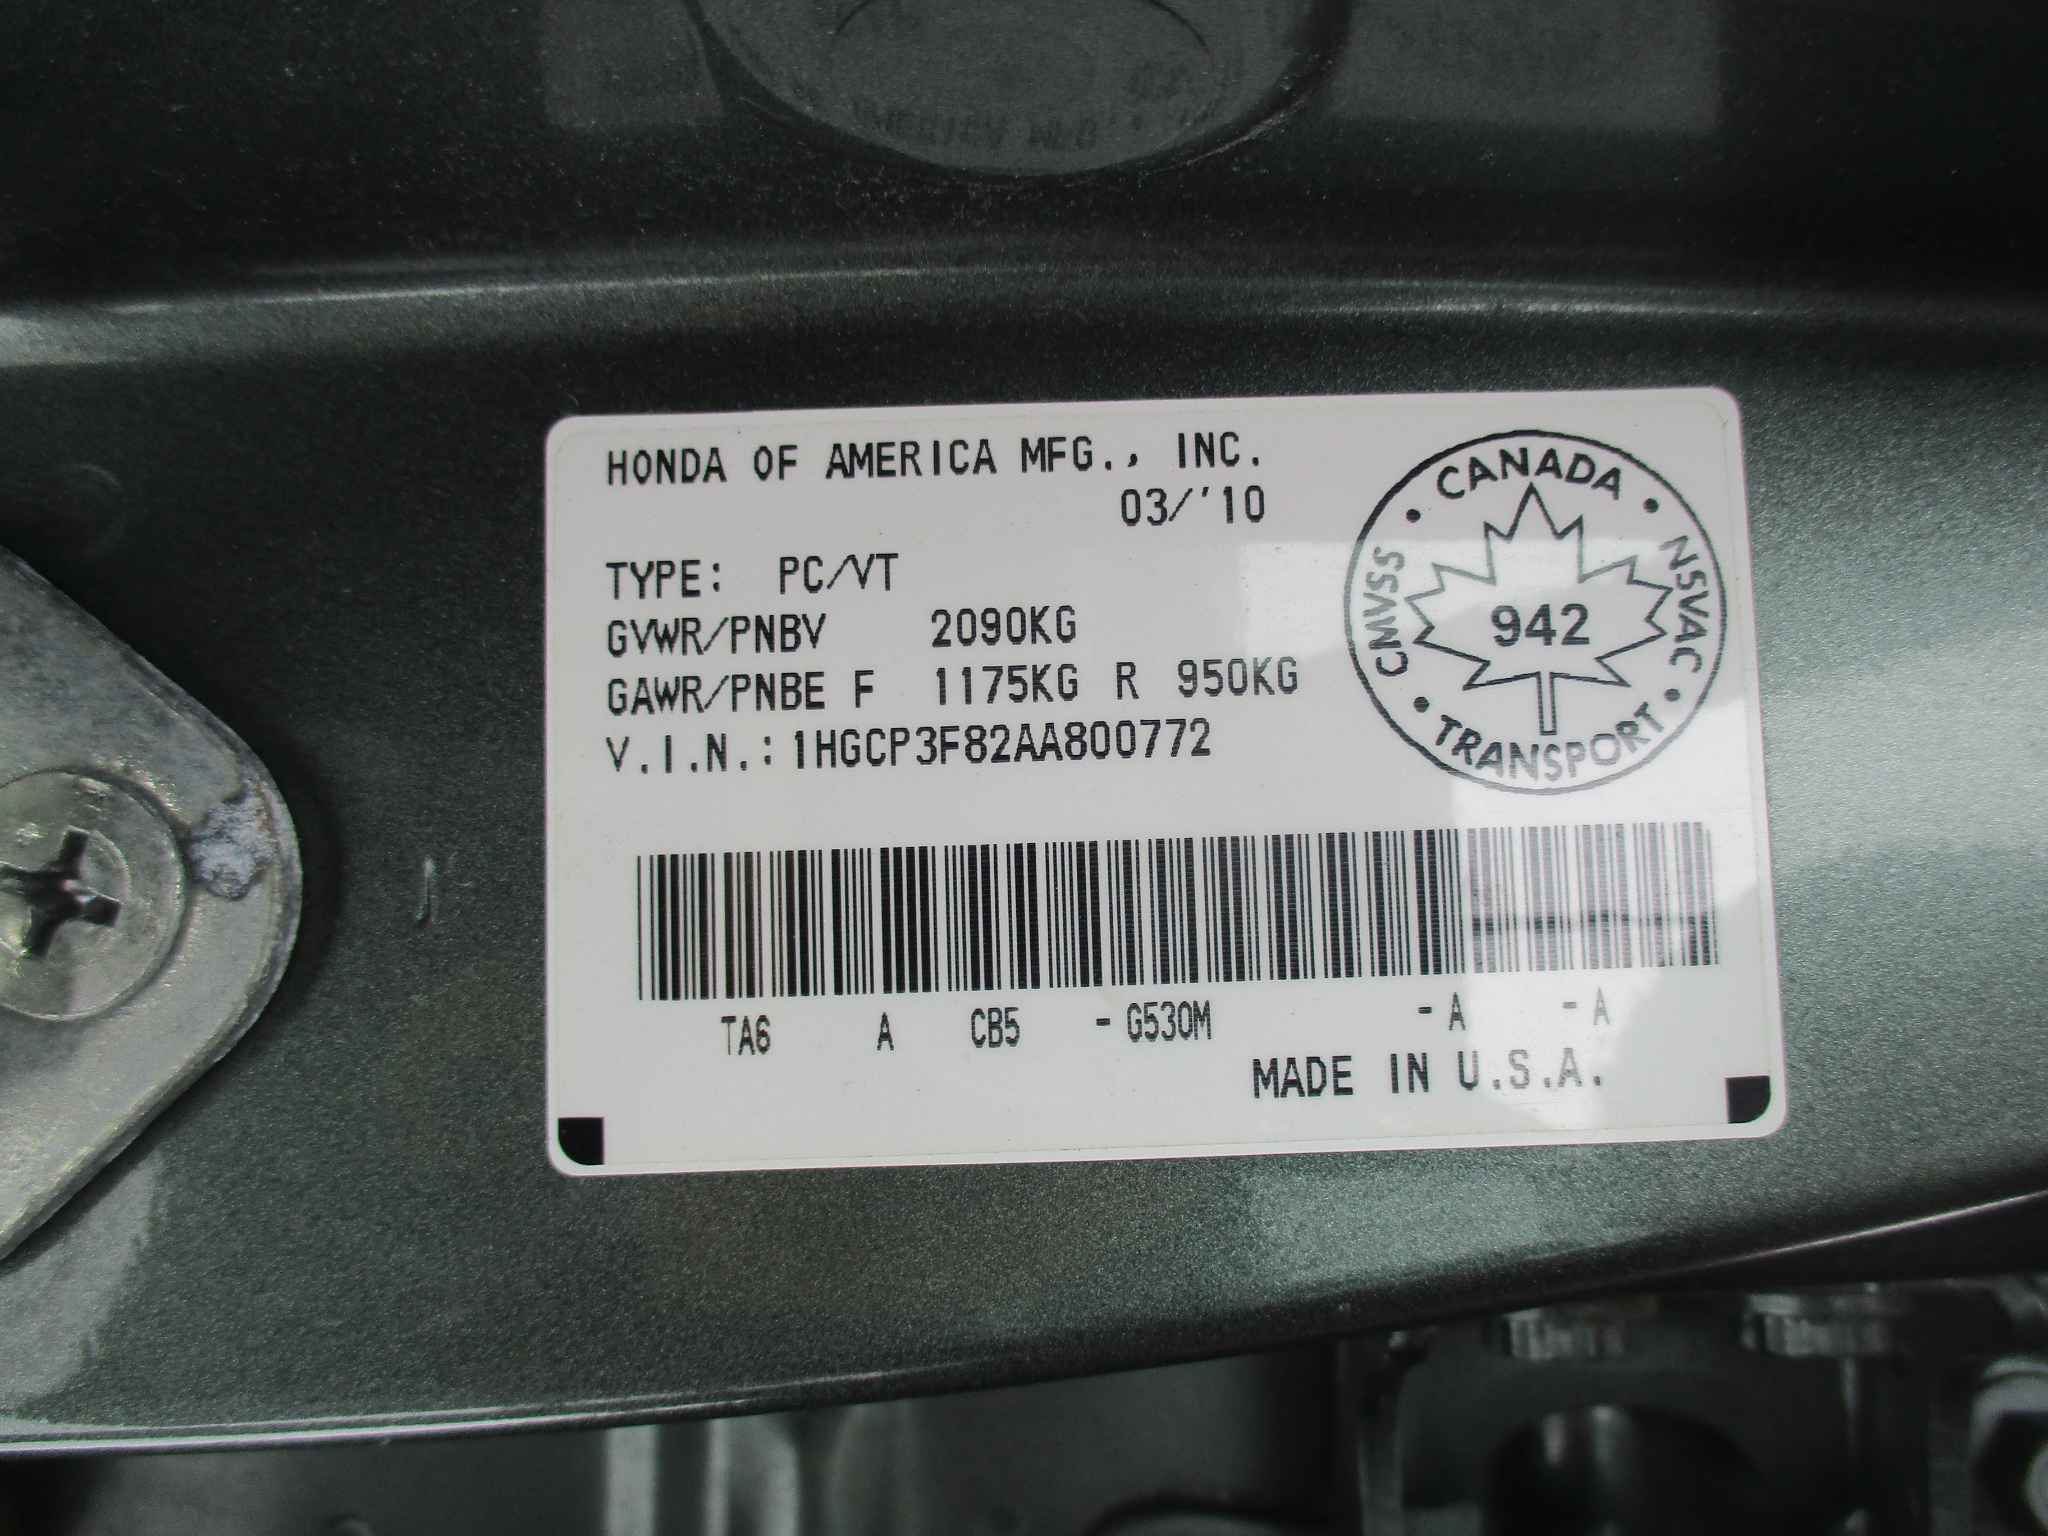 HONDA OF AMERICA MFG., INC.
03/'10
TYPE: PC/VT
GVWR/PNBV 2090KG
GAWR/PNBE F 1175KG R 950KG
V.I.N.: 1HGCP3F82AA800772
CANADA
CMVSS
NSVAC
942
TRANSPORT
TA6 A CB5 - G530M - A - A
MADE IN U.S.A.